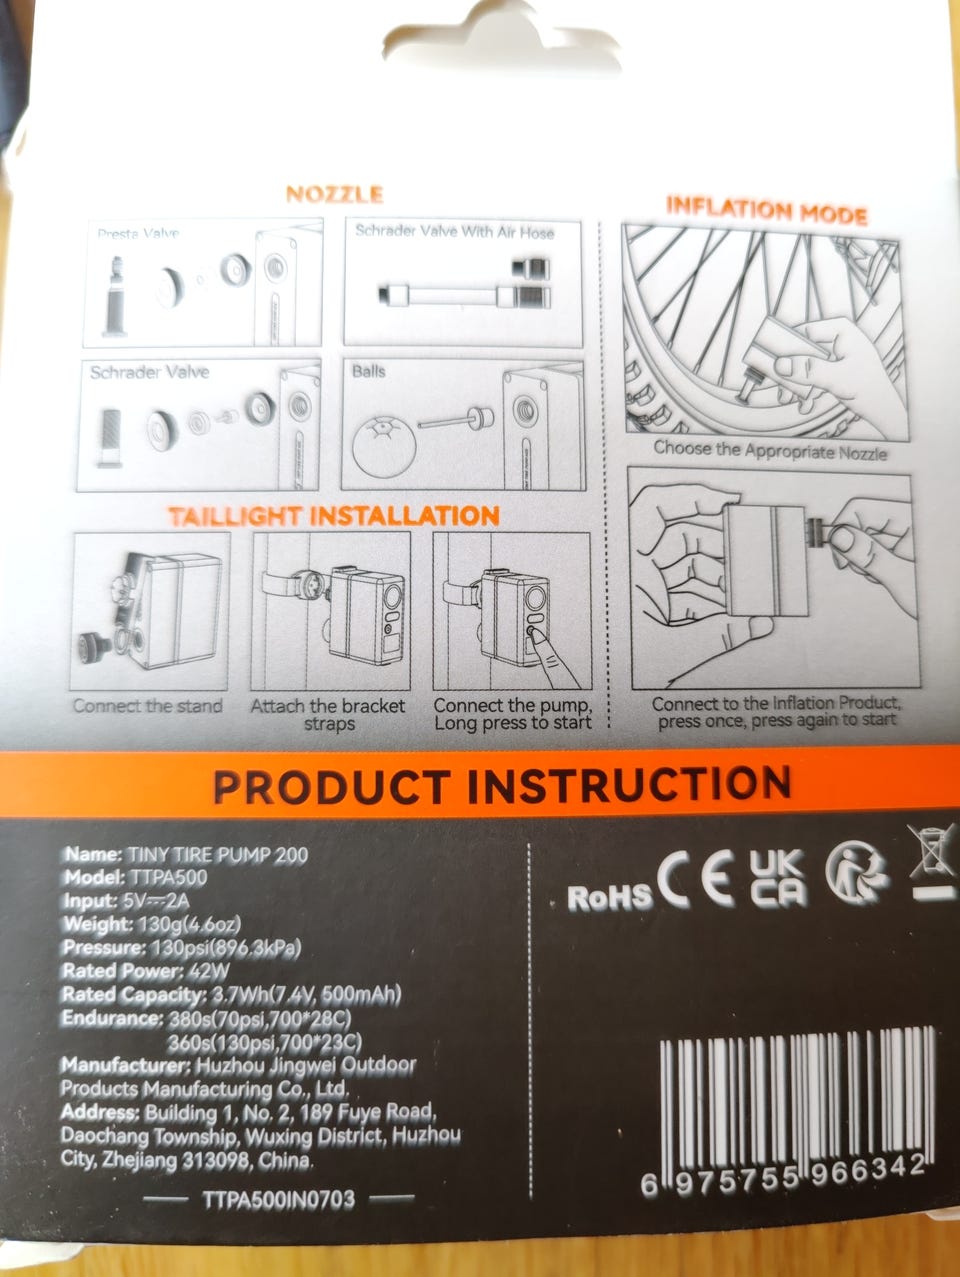 NOZZLE
Presta Valve
Schrader Valve With Air Hose
Schrader Valve
Balls
TAILLIGHT INSTALLATION
Connect the stand
Attach the bracket
straps
Connect the pump,
Long press to start
INFLATION MODE
Choose the Appropriate Nozzle
Connect to the Inflation Product,
press once, press again to start
PRODUCT INSTRUCTION
Name: TINY TIRE PUMP 200
Model: TTPA500
Input: 5V⎓2A
Weight: 130g(4.6oz)
Pressure: 130psi(896.3kPa)
Rated Power: 42W
Rated Capacity: 3.7Wh(7.4V, 500mAh)
Endurance: 380s(70psi,700*28C)
360s(130psi,700*23C)
Manufacturer: Huzhou Jingwei Outdoor
Products Manufacturing Co., Ltd.
Address: Building 1, No. 2, 189 Fuye Road,
Daochang Township, Wuxing District, Huzhou
City, Zhejiang 313098, China.
TTPA500IN0703
RoHS CE UK
CA
6 975755 966342